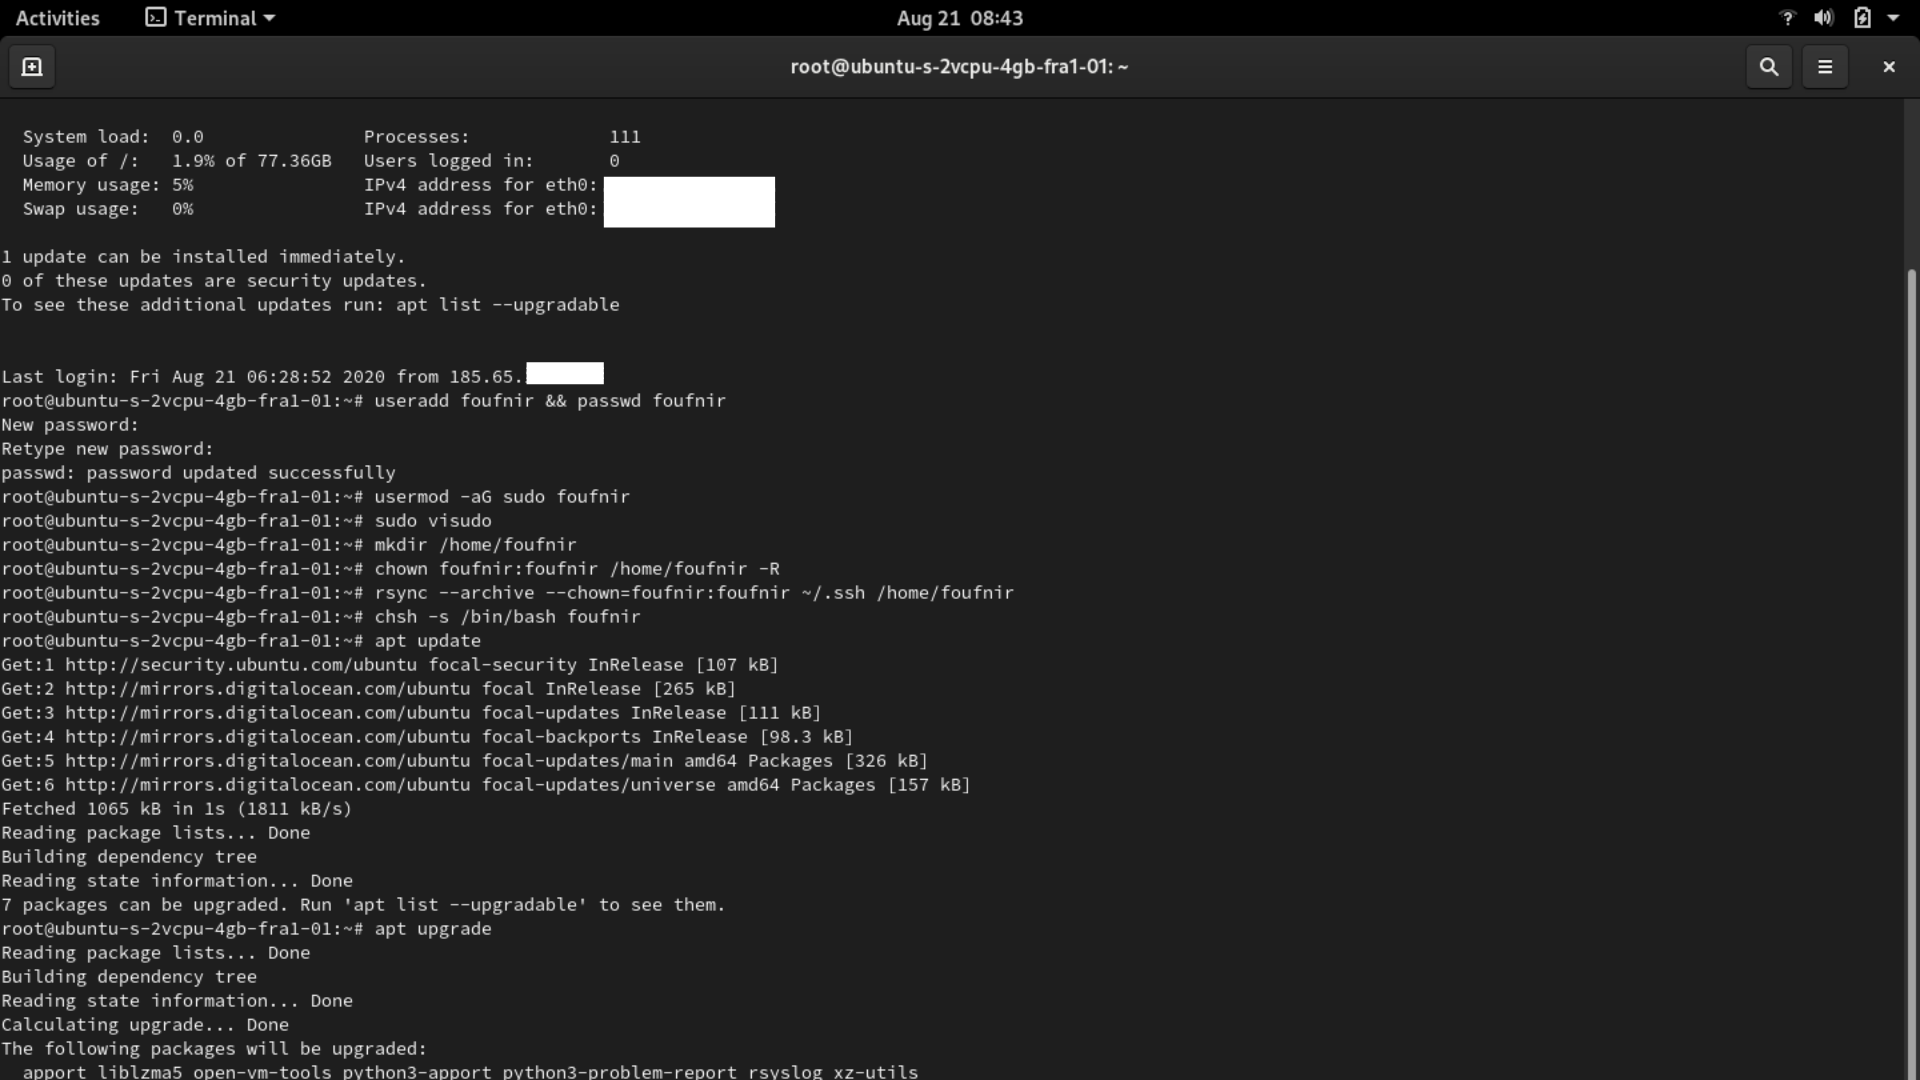 Activities Terminal Aug 21 08:43
root@ubuntu-s-2vcpu-4gb-fra1-01: ~
System load: 0.0 Processes: 111
Usage of /: 1.9% of 77.36GB Users logged in: 0
Memory usage: 5% IPv4 address for eth0:
Swap usage: 0% IPv4 address for eth0:
1 update can be installed immediately.
0 of these updates are security updates.
To see these additional updates run: apt list --upgradable
Last login: Fri Aug 21 06:28:52 2020 from 185.65.
root@ubuntu-s-2vcpu-4gb-fra1-01:~# useradd foufnir && passwd foufnir
New password:
Retype new password:
passwd: password updated successfully
root@ubuntu-s-2vcpu-4gb-fra1-01:~# usermod -aG sudo foufnir
root@ubuntu-s-2vcpu-4gb-fra1-01:~# sudo visudo
root@ubuntu-s-2vcpu-4gb-fra1-01:~# mkdir /home/foufnir
root@ubuntu-s-2vcpu-4gb-fra1-01:~# chown foufnir:foufnir /home/foufnir -R
root@ubuntu-s-2vcpu-4gb-fra1-01:~# rsync --archive --chown=foufnir:foufnir ~/.ssh /home/foufnir
root@ubuntu-s-2vcpu-4gb-fra1-01:~# chsh -s /bin/bash foufnir
root@ubuntu-s-2vcpu-4gb-fra1-01:~# apt update
Get:1 http://security.ubuntu.com/ubuntu focal-security InRelease [107 kB]
Get:2 http://mirrors.digitalocean.com/ubuntu focal InRelease [265 kB]
Get:3 http://mirrors.digitalocean.com/ubuntu focal-updates InRelease [111 kB]
Get:4 http://mirrors.digitalocean.com/ubuntu focal-backports InRelease [98.3 kB]
Get:5 http://mirrors.digitalocean.com/ubuntu focal-updates/main amd64 Packages [326 kB]
Get:6 http://mirrors.digitalocean.com/ubuntu focal-updates/universe amd64 Packages [157 kB]
Fetched 1065 kB in 1s (1811 kB/s)
Reading package lists... Done
Building dependency tree
Reading state information... Done
7 packages can be upgraded. Run 'apt list --upgradable' to see them.
root@ubuntu-s-2vcpu-4gb-fra1-01:~# apt upgrade
Reading package lists... Done
Building dependency tree
Reading state information... Done
Calculating upgrade... Done
The following packages will be upgraded:
apport liblzma5 open-vm-tools python3-apport python3-problem-report rsyslog xz-utils